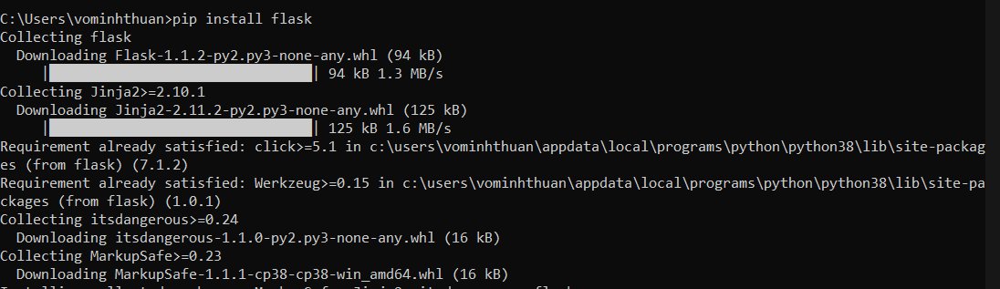 C:\Users\vominhthuan>pip install flask
Collecting flask
Downloading Flask-1.1.2-py2.py3-none-any.whl (94 kB)
| | 94 kB 1.3 MB/s
Collecting Jinja2>=2.10.1
Downloading Jinja2-2.11.2-py2.py3-none-any.whl (125 kB)
| | 125 kB 1.6 MB/s
Requirement already satisfied: click>=5.1 in c:\users\vominhthuan\appdata\local\programs\python\python38\lib\site-packag
es (from flask) (7.1.2)
Requirement already satisfied: Werkzeug>=0.15 in c:\users\vominhthuan\appdata\local\programs\python\python38\lib\site-pa
ckages (from flask) (1.0.1)
Collecting itsdangerous>=0.24
Downloading itsdangerous-1.1.0-py2.py3-none-any.whl (16 kB)
Collecting MarkupSafe>=0.23
Downloading MarkupSafe-1.1.1-cp38-cp38-win_amd64.whl (16 kB)